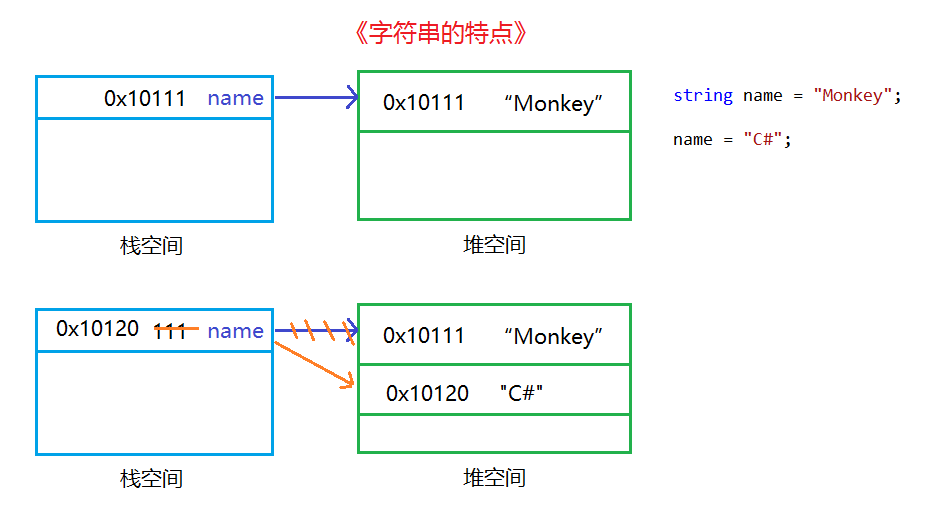 《字符串的特点》
0x10111 name
0x10111 “Monkey”
string name = "Monkey";
name = "C#";
栈空间
堆空间
0x10120 111 name
0x10111 “Monkey”
0x10120 "C#"
栈空间
堆空间